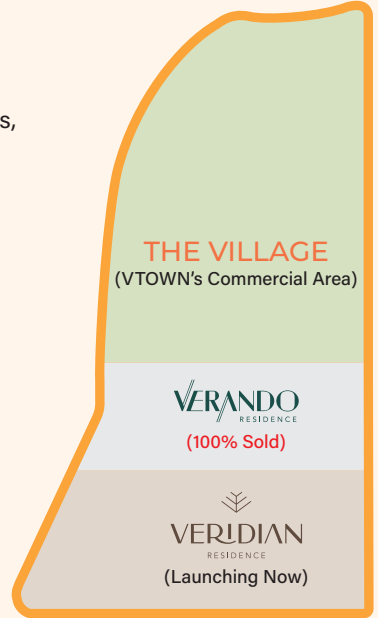 s,
THE VILLAGE
(VTOWN's Commercial Area)
VERANDO
RESIDENCE
(100% Sold)
VERIDIAN
RESIDENCE
(Launching Now)